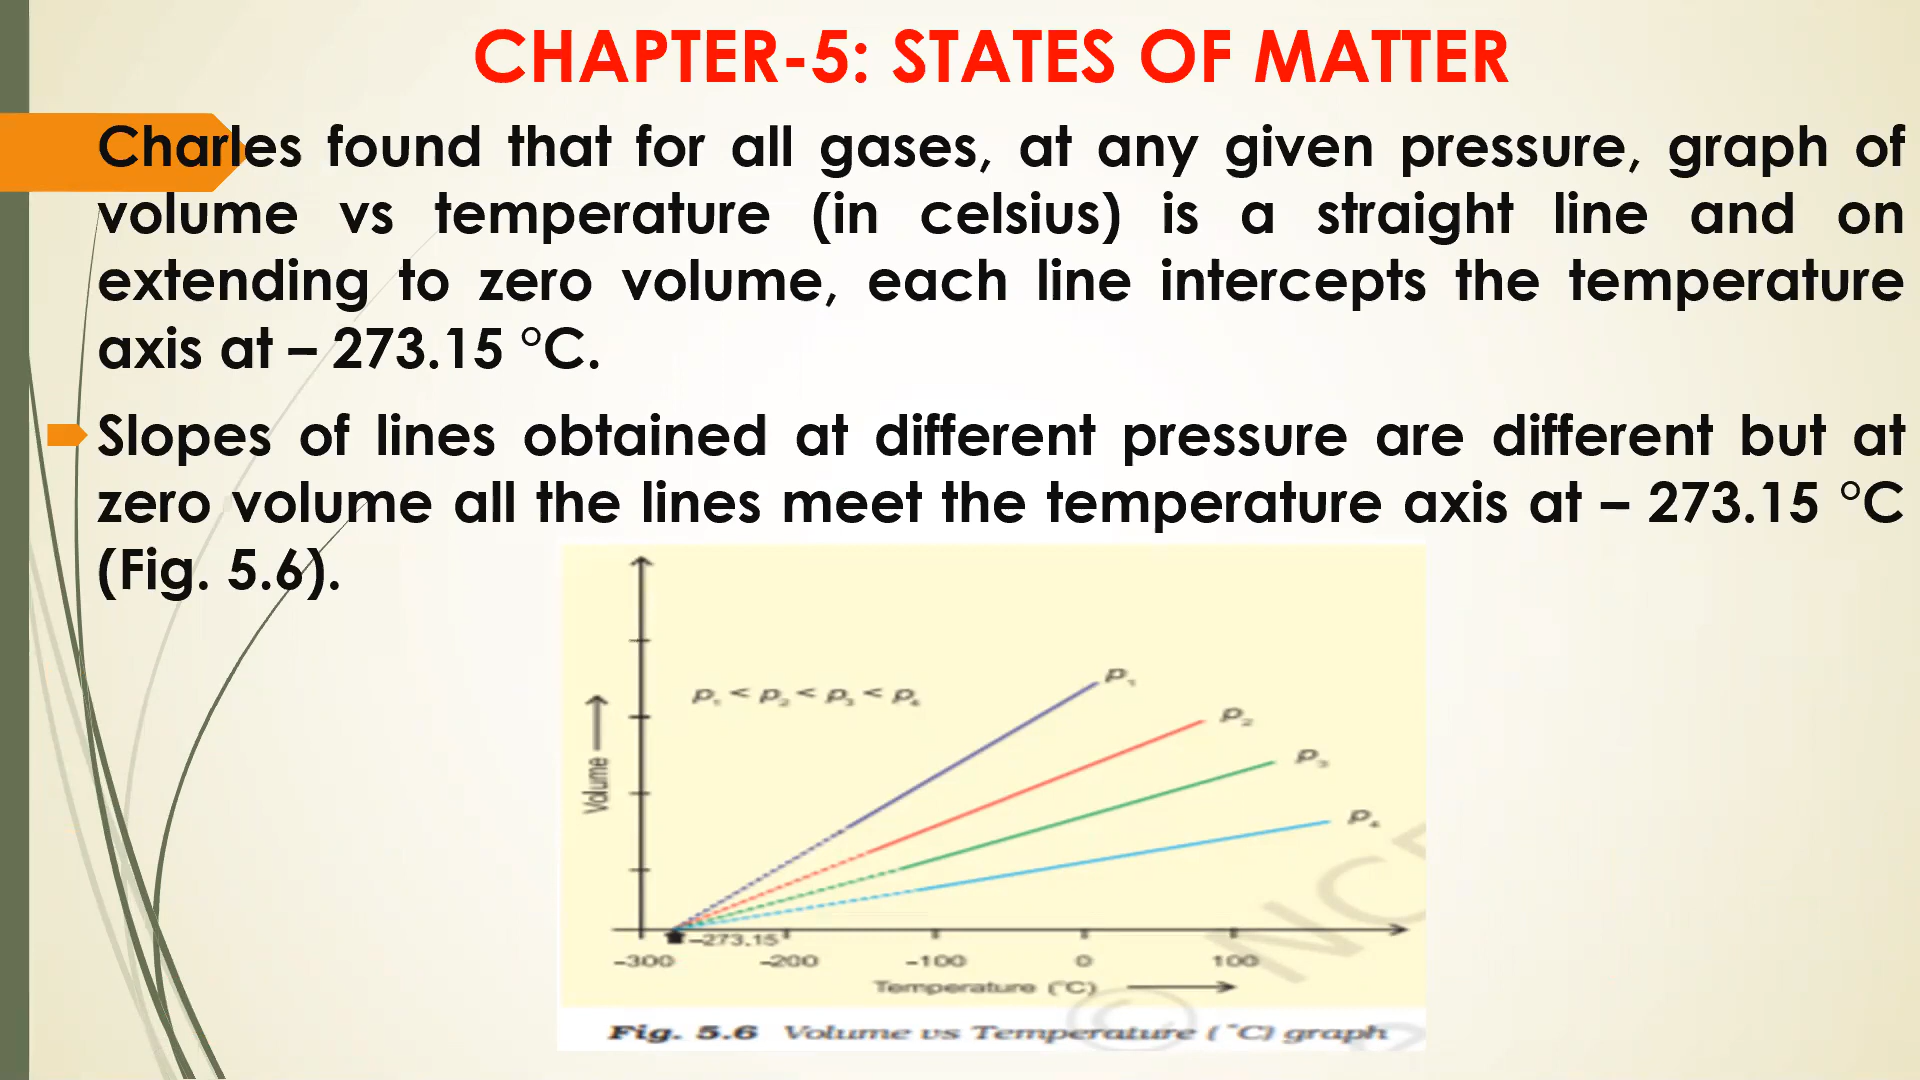 CHAPTER-5: STATES OF MATTER
Charles found that for all gases, at any given pressure, graph of
volume vs temperature (in celsius) is a straight line and on
extending to zero volume, each line intercepts the temperature
axis at – 273.15 °C.
Slopes of lines obtained at different pressure are different but at
zero volume all the lines meet the temperature axis at – 273.15 °C
(Fig. 5.6).
p₁ < p₂ < p₃ < p₄
p₁
p₂
p₃
p₄
Volume
–273.15
–300 –200 –100 0 100
Temperature (°C)
Fig. 5.6 Volume vs Temperature (°C) graph